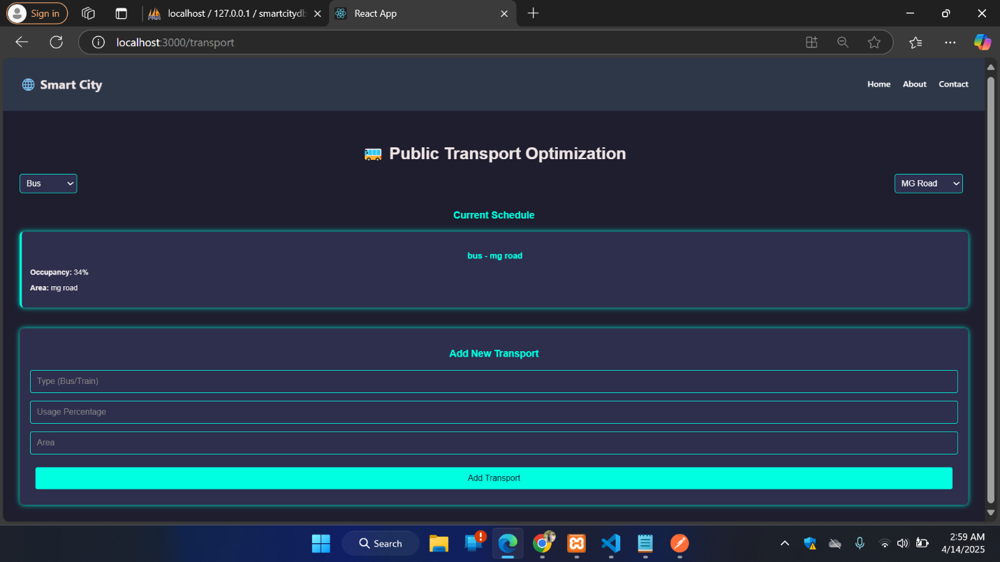 Sign in
localhost / 127.0.0.1 / smartcitydb
React App
localhost:3000/transport
Smart City
Home About Contact
Public Transport Optimization
Bus
MG Road
Current Schedule
bus - mg road
Occupancy: 34%
Area: mg road
Add New Transport
Type (Bus/Train)
Usage Percentage
Area
Add Transport
Search
2:59 AM
4/14/2025